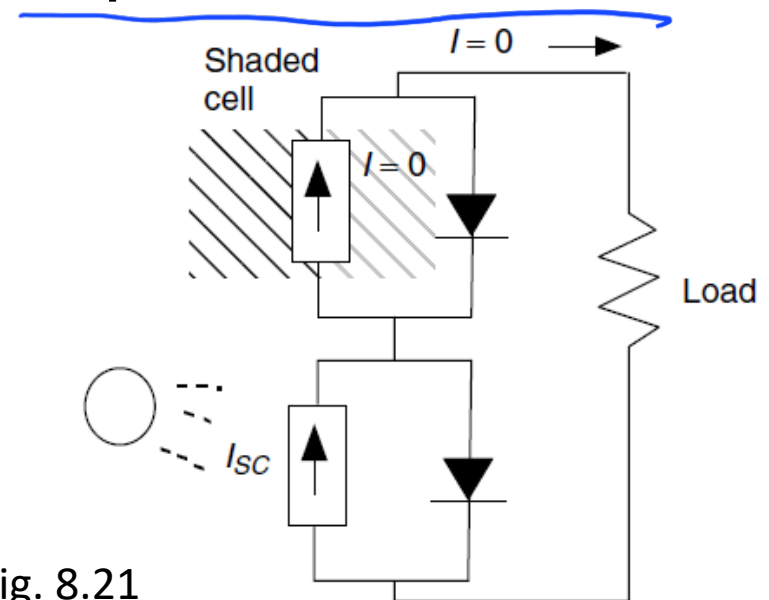 I = 0
Shaded
cell
I = 0
Load
I_SC
ig. 8.21